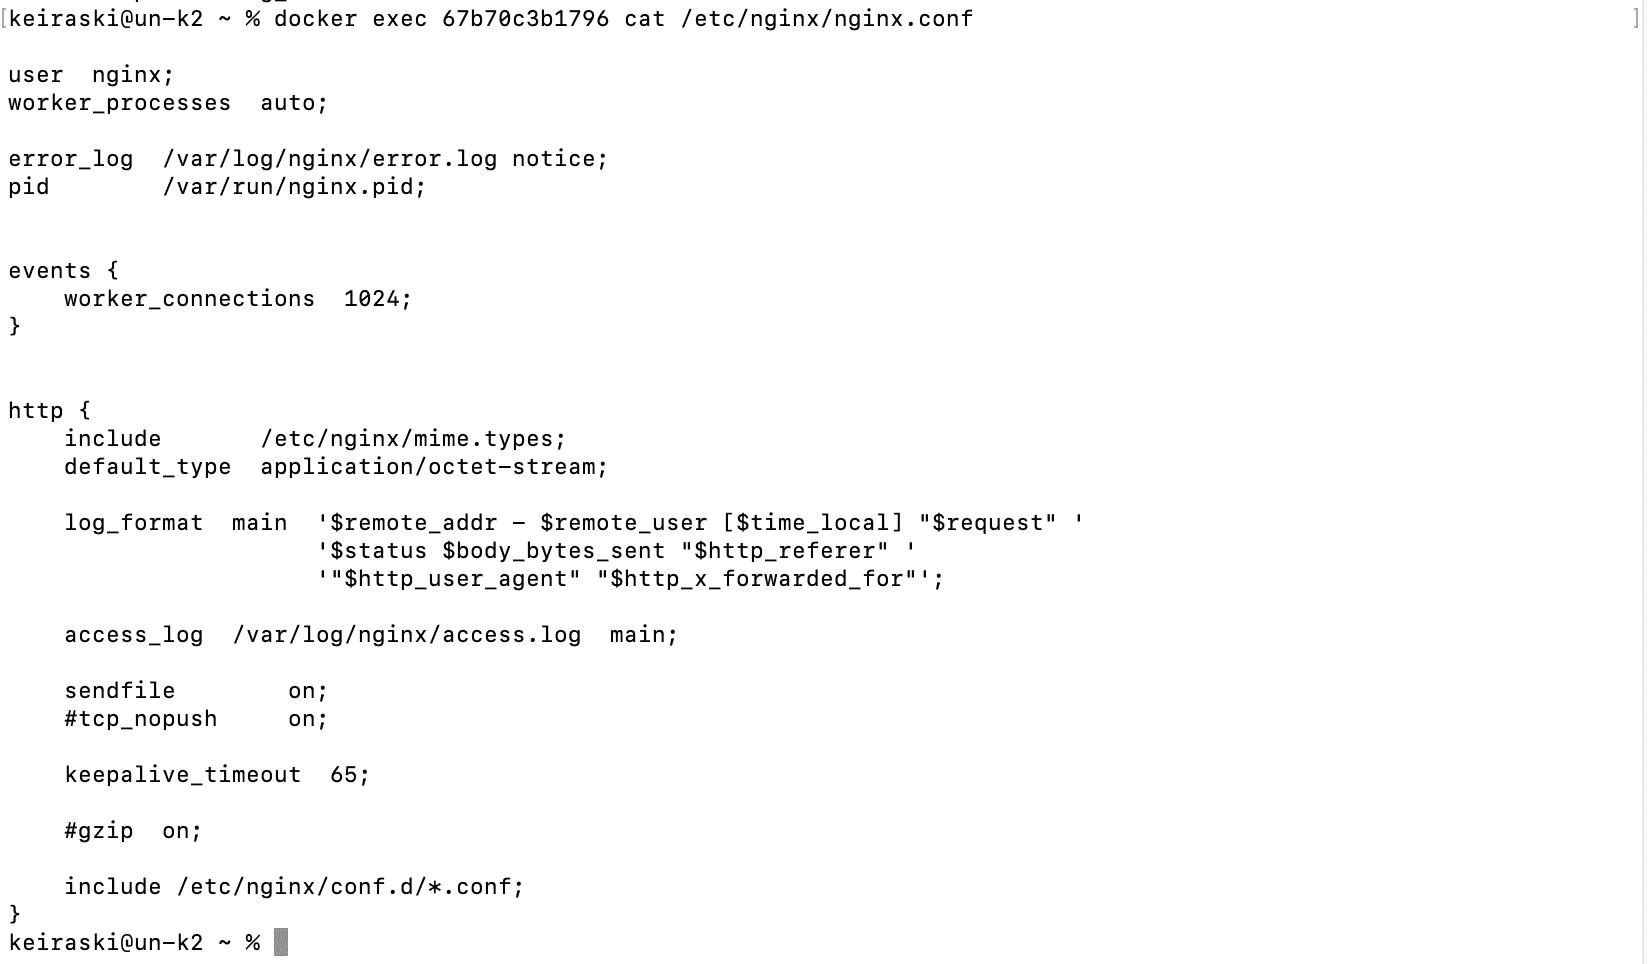 [keiraski@un-k2 ~ % docker exec 67b70c3b1796 cat /etc/nginx/nginx.conf ]

user  nginx;
worker_processes  auto;

error_log  /var/log/nginx/error.log notice;
pid        /var/run/nginx.pid;


events {
    worker_connections  1024;
}


http {
    include       /etc/nginx/mime.types;
    default_type  application/octet-stream;

    log_format  main  '$remote_addr - $remote_user [$time_local] "$request" '
                      '$status $body_bytes_sent "$http_referer" '
                      '"$http_user_agent" "$http_x_forwarded_for"';

    access_log  /var/log/nginx/access.log  main;

    sendfile        on;
    #tcp_nopush     on;

    keepalive_timeout  65;

    #gzip  on;

    include /etc/nginx/conf.d/*.conf;
}
keiraski@un-k2 ~ %